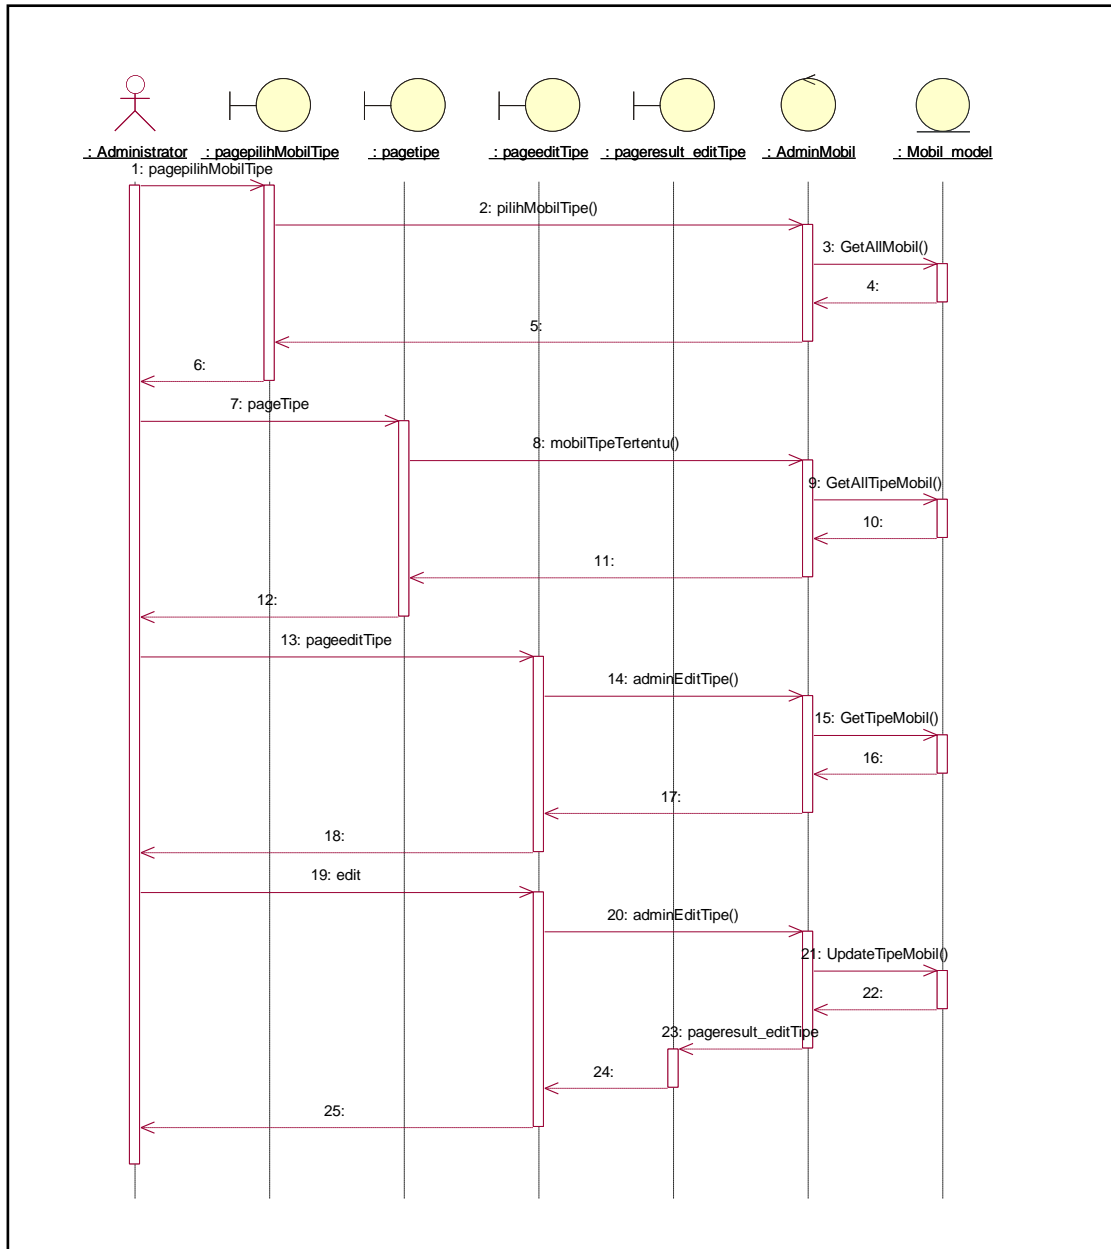 : Administrator
: pagepilihMobilTipe
: pagetipe
: pageeditTipe
: pageresult_editTipe
: AdminMobil
: Mobil_model
1: pagepilihMobilTipe
2: pilihMobilTipe()
3: GetAllMobil()
4:
5:
6:
7: pageTipe
8: mobilTipeTertentu()
9: GetAllTipeMobil()
10:
11:
12:
13: pageeditTipe
14: adminEditTipe()
15: GetTipeMobil()
16:
17:
18:
19: edit
20: adminEditTipe()
21: UpdateTipeMobil()
22:
23: pageresult_editTipe
24:
25: